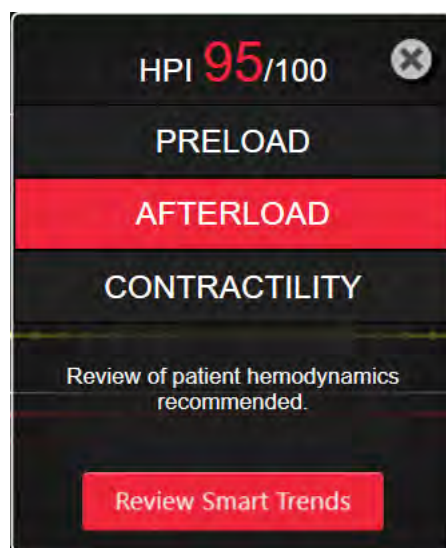 HPI 95/100
PRELOAD
AFTERLOAD
CONTRACTILITY
Review of patient hemodynamics
recommended.
Review Smart Trends